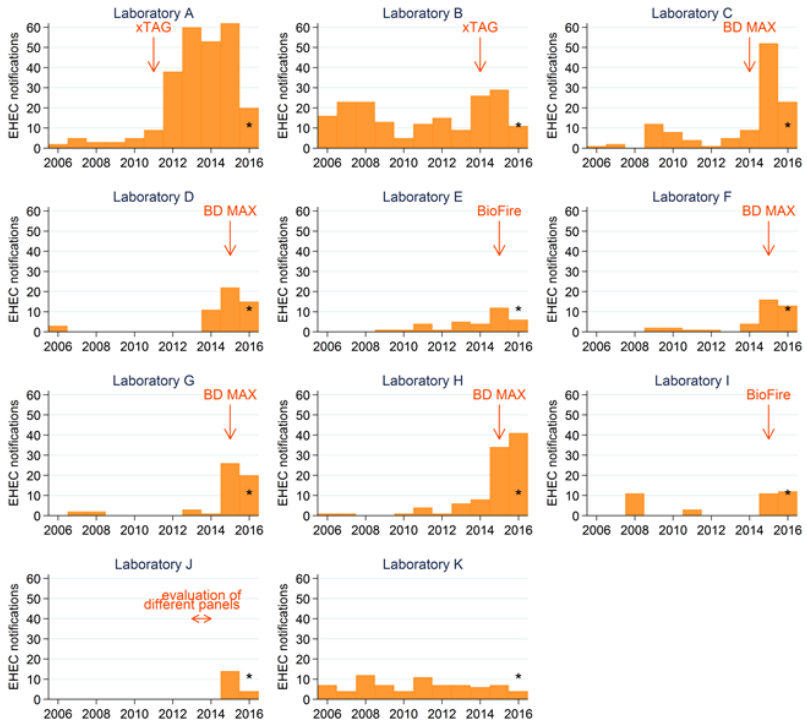 Laboratory A
xTAG
EHEC notifications
60
50
40
30
20
10
0
*
2006 2008 2010 2012 2014 2016
Laboratory B
xTAG
EHEC notifications
60
50
40
30
20
10
0
*
2006 2008 2010 2012 2014 2016
Laboratory C
BD MAX
EHEC notifications
60
50
40
30
20
10
0
*
2006 2008 2010 2012 2014 2016
Laboratory D
BD MAX
EHEC notifications
60
50
40
30
20
10
0
*
2006 2008 2010 2012 2014 2016
Laboratory E
BioFire
EHEC notifications
60
50
40
30
20
10
0
*
2006 2008 2010 2012 2014 2016
Laboratory F
BD MAX
EHEC notifications
60
50
40
30
20
10
0
*
2006 2008 2010 2012 2014 2016
Laboratory G
BD MAX
EHEC notifications
60
50
40
30
20
10
0
*
2006 2008 2010 2012 2014 2016
Laboratory H
BD MAX
EHEC notifications
60
50
40
30
20
10
0
*
2006 2008 2010 2012 2014 2016
Laboratory I
BioFire
EHEC notifications
60
50
40
30
20
10
0
*
2006 2008 2010 2012 2014 2016
Laboratory J
evaluation of
different panels
EHEC notifications
60
50
40
30
20
10
0
*
2006 2008 2010 2012 2014 2016
Laboratory K
EHEC notifications
60
50
40
30
20
10
0
*
2006 2008 2010 2012 2014 2016